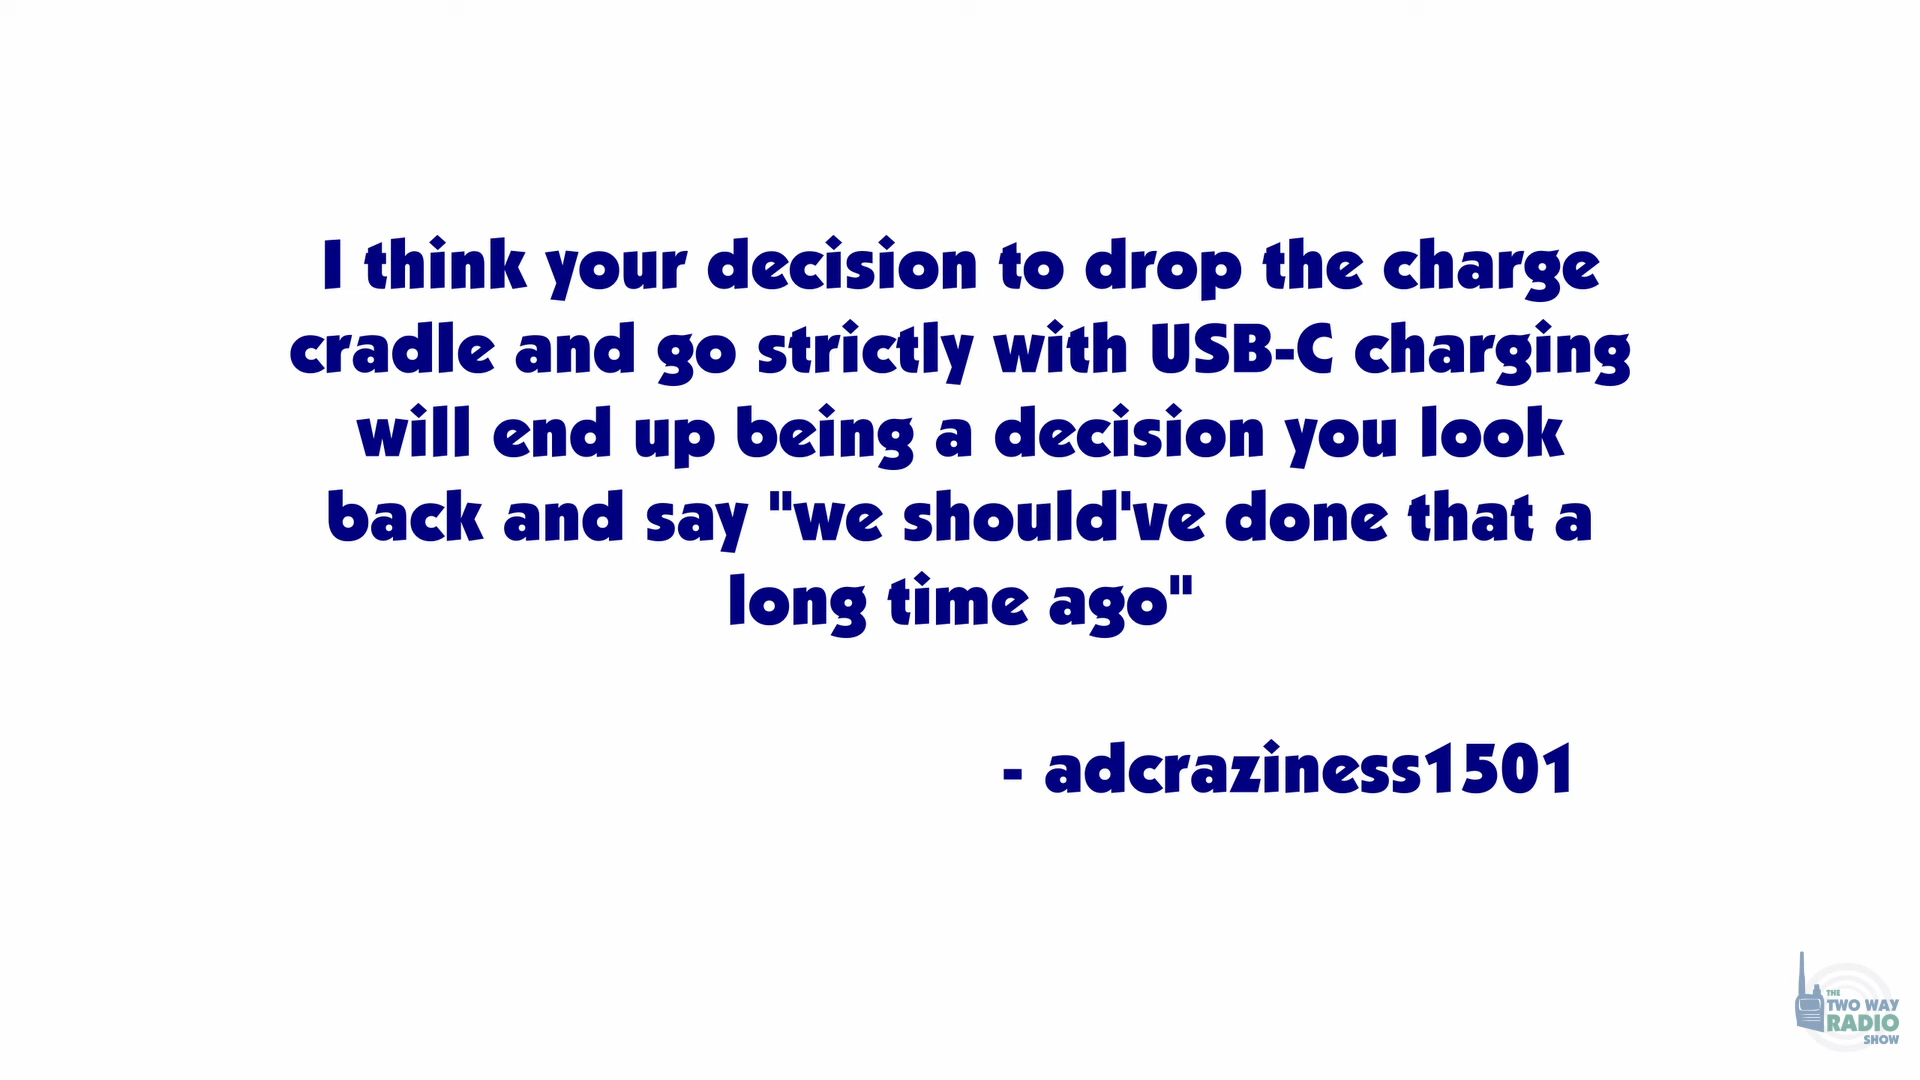 I think your decision to drop the charge
cradle and go strictly with USB-C charging
will end up being a decision you look
back and say "we should've done that a
long time ago"
- adcraziness1501
THE
TWO WAY
RADIO
SHOW